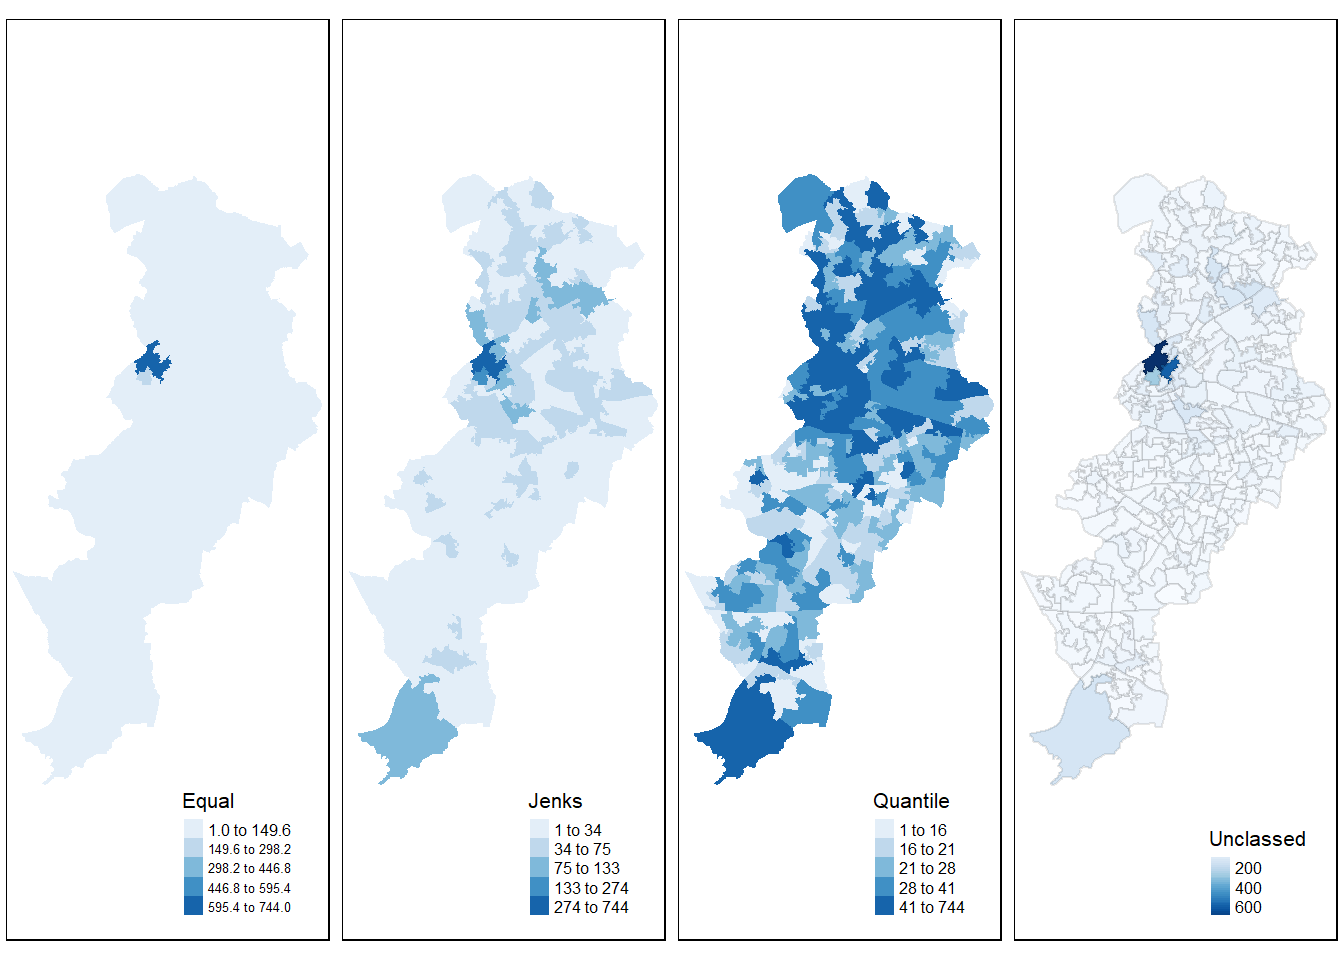 Equal
1.0 to 149.6
149.6 to 298.2
298.2 to 446.8
446.8 to 595.4
595.4 to 744.0
Jenks
1 to 34
34 to 75
75 to 133
133 to 274
274 to 744
Quantile
1 to 16
16 to 21
21 to 28
28 to 41
41 to 744
Unclassed
200
400
600